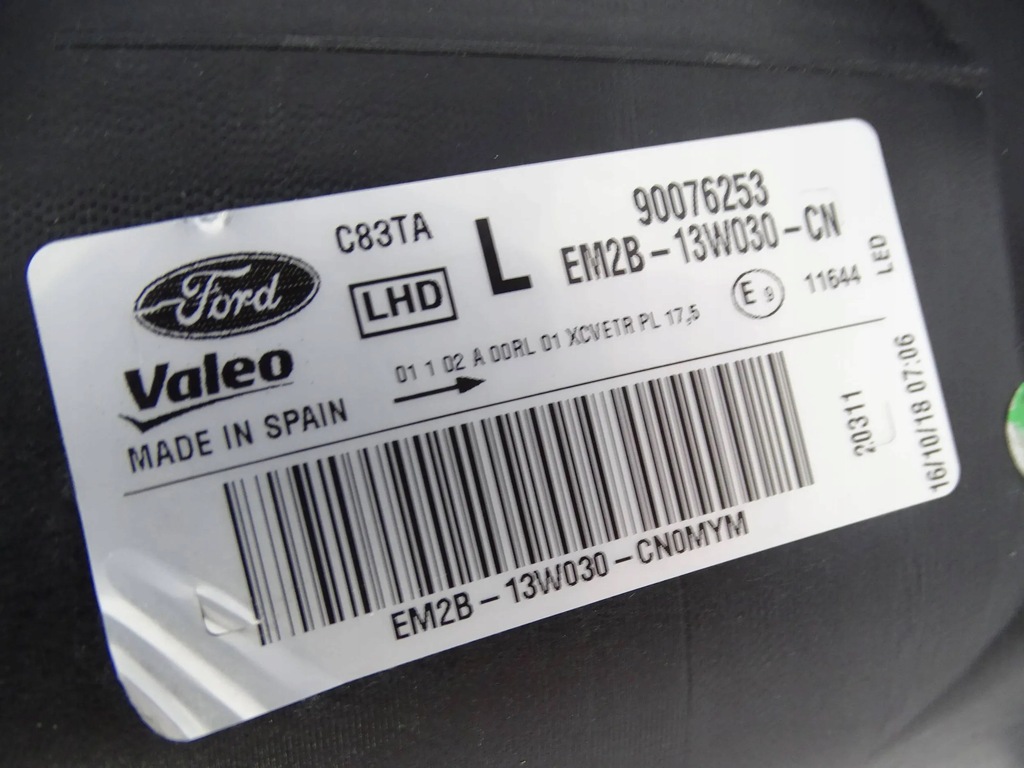 C83TA
L
90076253
EM2B-13W030-CN
Ford
LHD
E 9
11644
LED
Valeo
01 1 02 A 00RL 01 XCVETR PL 17,5
MADE IN SPAIN
20311
16/10/18 07:06
EM2B-13W030-CN0MYM